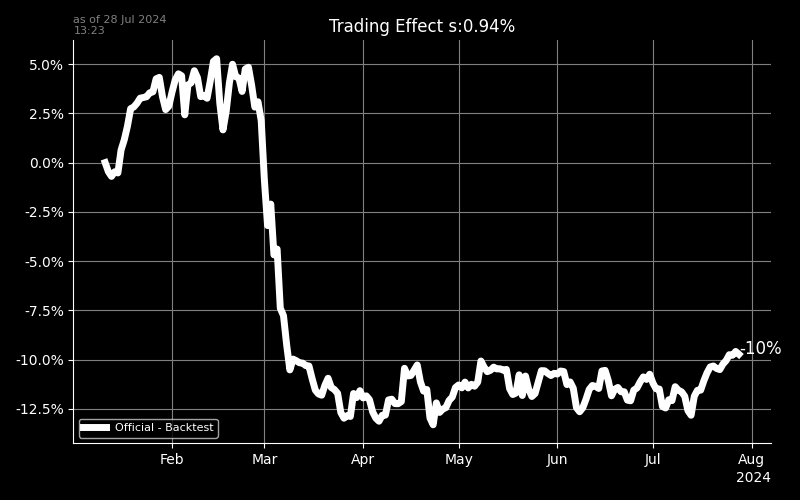 as of 28 Jul 2024
13:23
Trading Effect s:0.94%
5.0%
2.5%
0.0%
-2.5%
-5.0%
-7.5%
-10.0%
-12.5%
-10%
Official - Backtest
Feb Mar Apr May Jun Jul Aug
2024